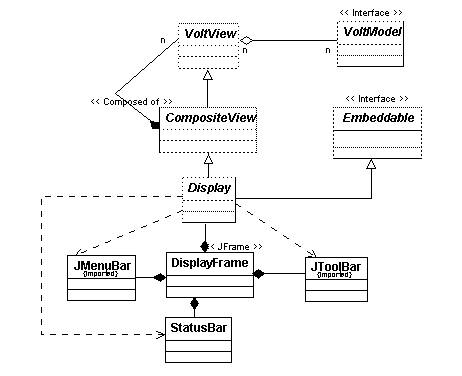 << Interface >>
VoltView
VoltModel
n
n
n
<< Composed of >>
<< Interface >>
CompositeView
Embeddable
Display
<< JFrame >>
JMenuBar
{imported}
DisplayFrame
JToolBar
{imported}
StatusBar